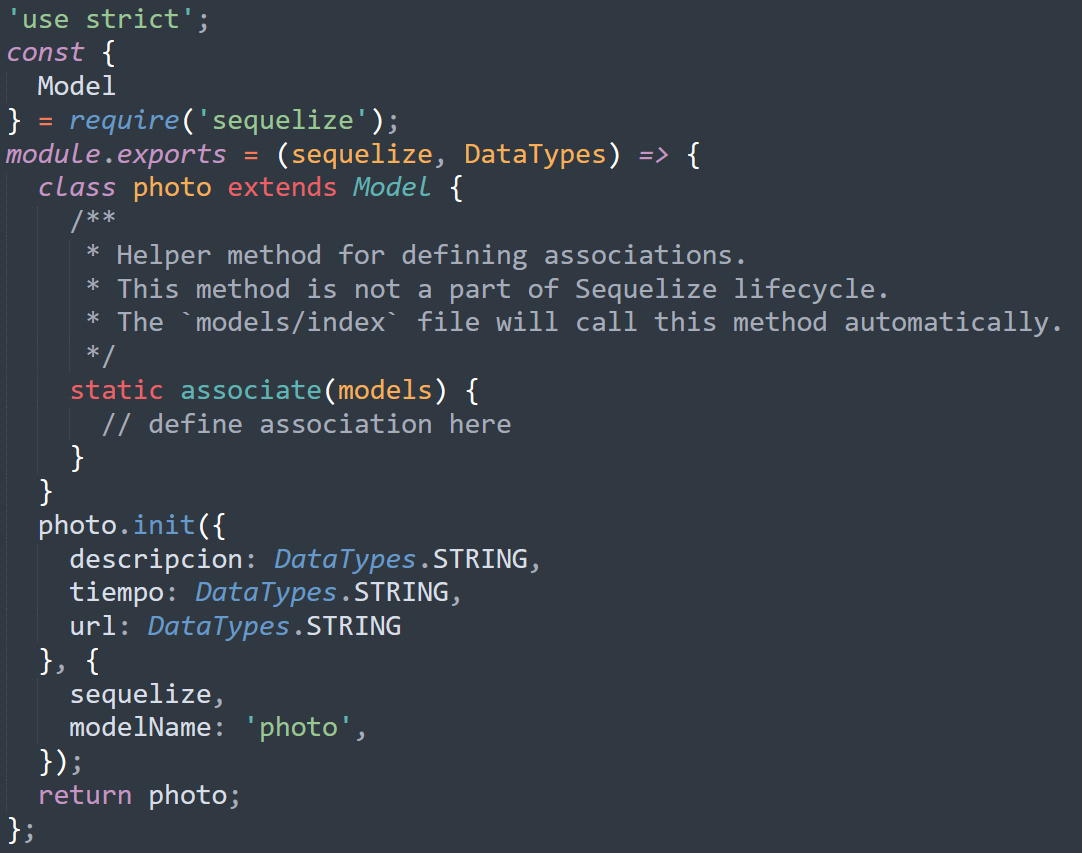 'use strict';
const {
  Model
} = require('sequelize');
module.exports = (sequelize, DataTypes) => {
  class photo extends Model {
    /**
     * Helper method for defining associations.
     * This method is not a part of Sequelize lifecycle.
     * The `models/index` file will call this method automatically.
     */
    static associate(models) {
      // define association here
    }
  }
  photo.init({
    descripcion: DataTypes.STRING,
    tiempo: DataTypes.STRING,
    url: DataTypes.STRING
  }, {
    sequelize,
    modelName: 'photo',
  });
  return photo;
};